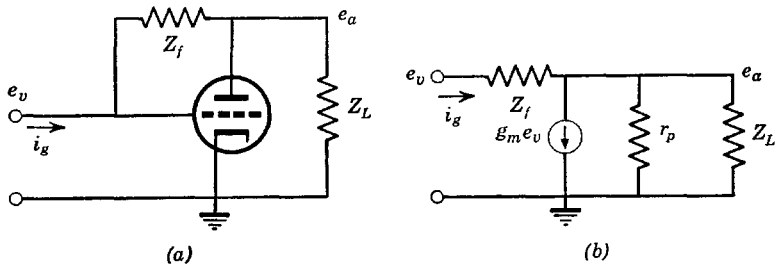 e_a
Z_f
e_v
Z_L
i_g
(a)
e_v
e_a
Z_f
i_g
g_m e_v
r_p
Z_L
(b)